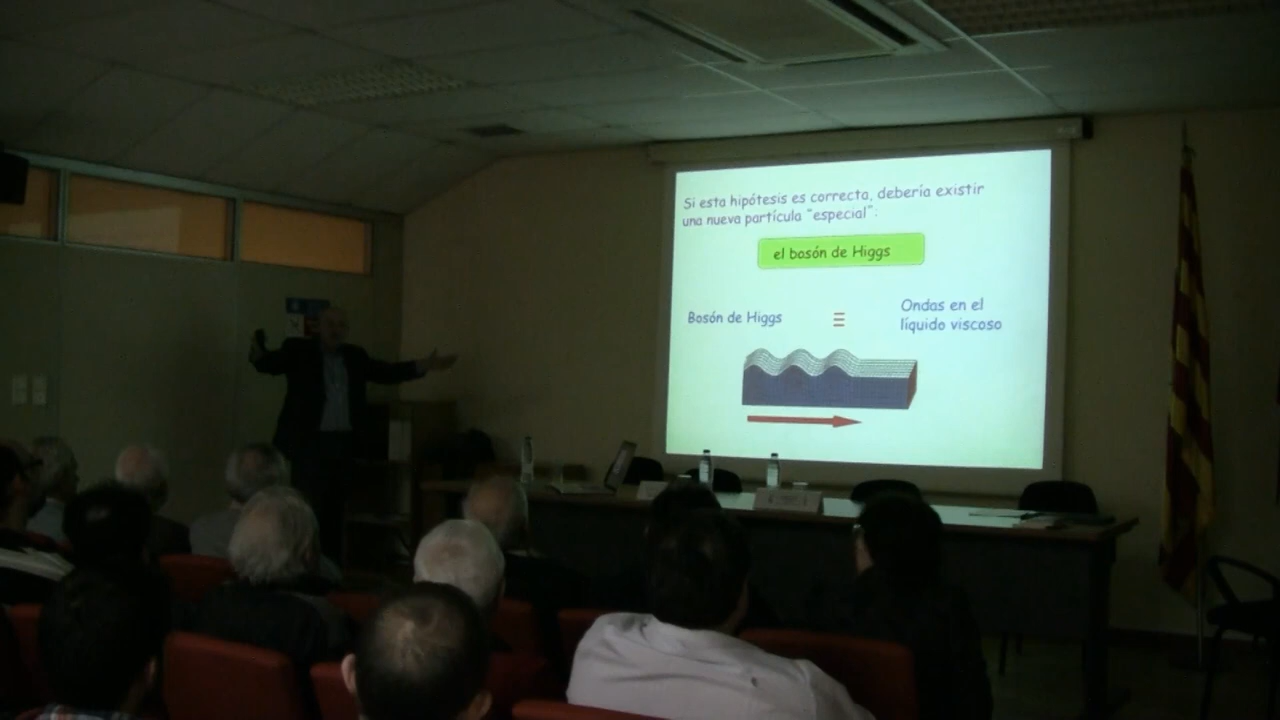 Si esta hipótesis es correcta, debería existir
una nueva partícula "especial":
el bosón de Higgs
Bosón de Higgs ≡ Ondas en el
líquido viscoso